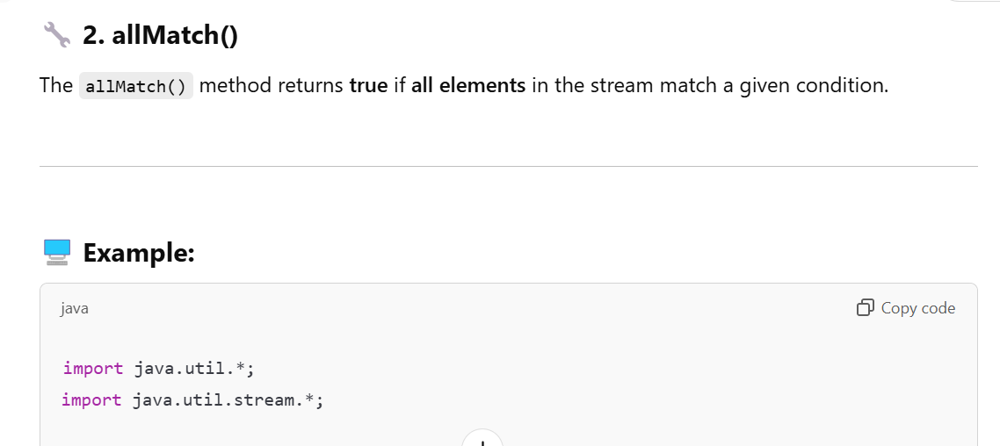 2. allMatch()
The allMatch() method returns true if all elements in the stream match a given condition.
Example:
java
Copy code
import java.util.*;
import java.util.stream.*;